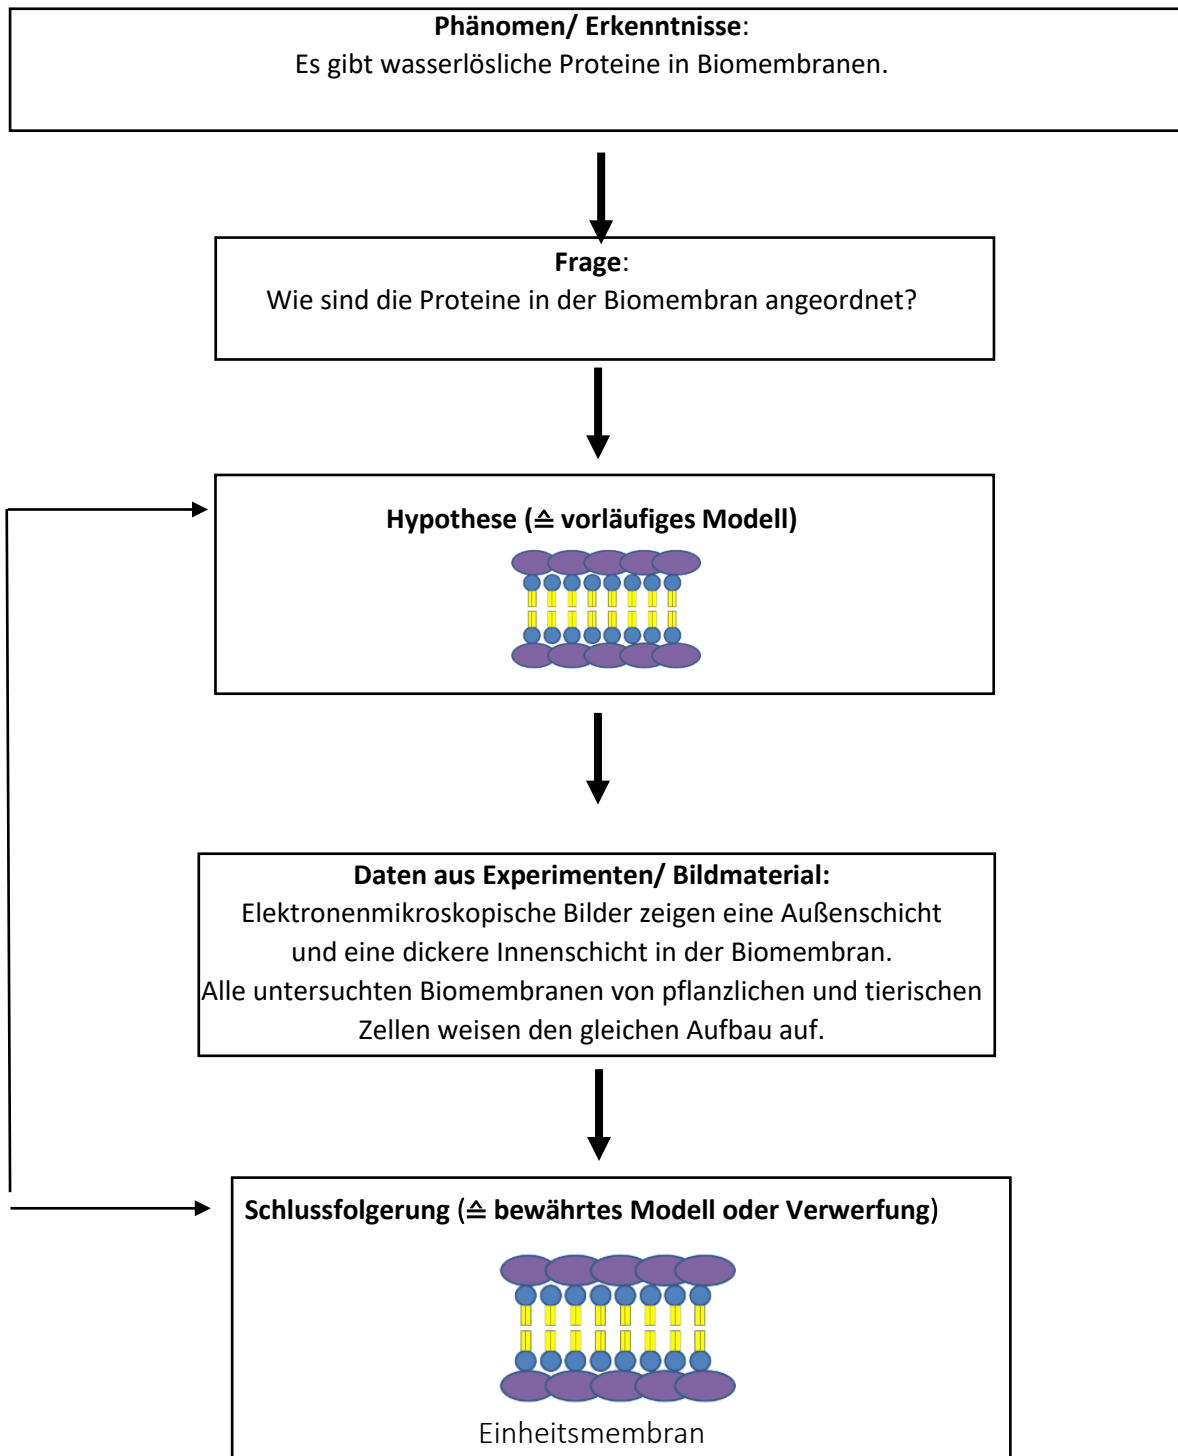 Phänomen/ Erkenntnisse:
Es gibt wasserlösliche Proteine in Biomembranen.
Frage:
Wie sind die Proteine in der Biomembran angeordnet?
Hypothese (≙ vorläufiges Modell)
Daten aus Experimenten/ Bildmaterial:
Elektronenmikroskopische Bilder zeigen eine Außenschicht
und eine dickere Innenschicht in der Biomembran.
Alle untersuchten Biomembranen von pflanzlichen und tierischen
Zellen weisen den gleichen Aufbau auf.
Schlussfolgerung (≙ bewährtes Modell oder Verwerfung)
Einheitsmembran